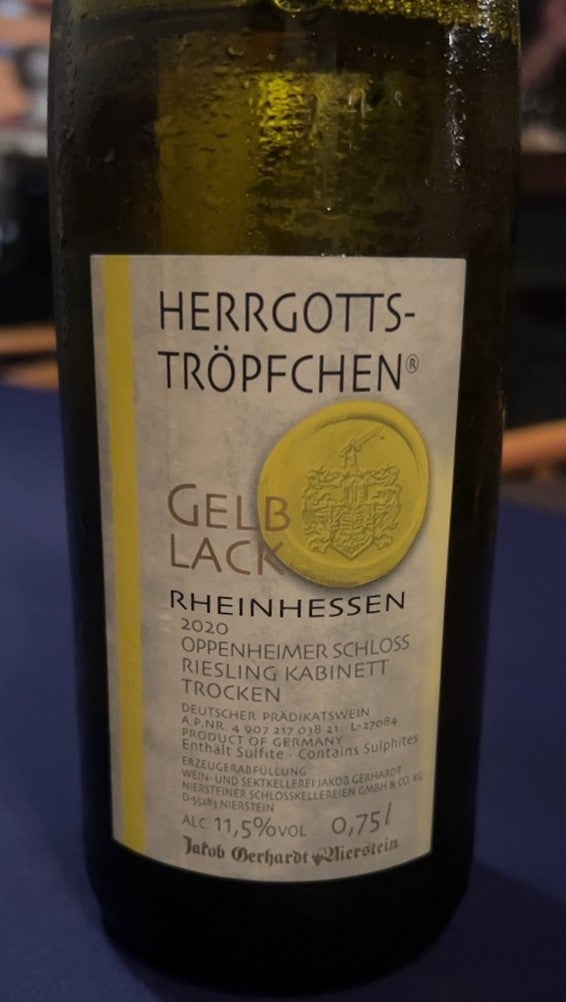 HERRGOTTS-
TRÖPFCHEN®
GELB
LACK
RHEINHESSEN
2020
OPPENHEIMER SCHLOSS
RIESLING KABINETT
TROCKEN
DEUTSCHER PRÄDIKATSWEIN
A.P.NR. 4 907 217 038 21 L-27084
PRODUCT OF GERMANY
Enthält Sulfite · Contains Sulphites
ERZEUGERABFÜLLUNG
WEIN- UND SEKTKELLEREI JAKOB GERHARDT
NIERSTEINER SCHLOSSKELLEREIEN GMBH & CO. KG
D-55283 NIERSTEIN
ALC. 11,5%VOL 0,75 l
Jakob Gerhardt Nierstein